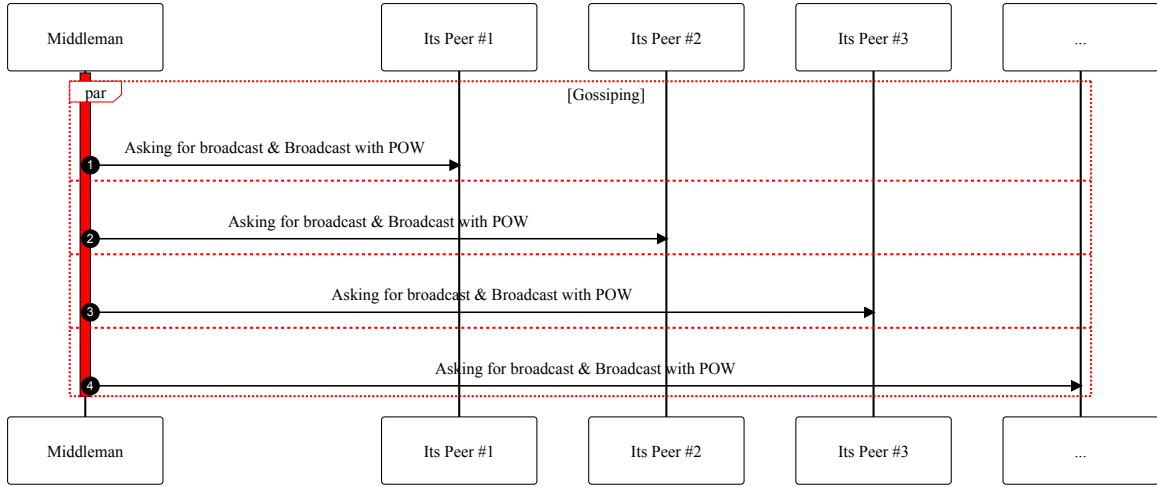 Middleman
Its Peer #1
Its Peer #2
Its Peer #3
...
par
[Gossiping]
Asking for broadcast & Broadcast with POW
1
Asking for broadcast & Broadcast with POW
2
Asking for broadcast & Broadcast with POW
3
Asking for broadcast & Broadcast with POW
4
Middleman
Its Peer #1
Its Peer #2
Its Peer #3
...